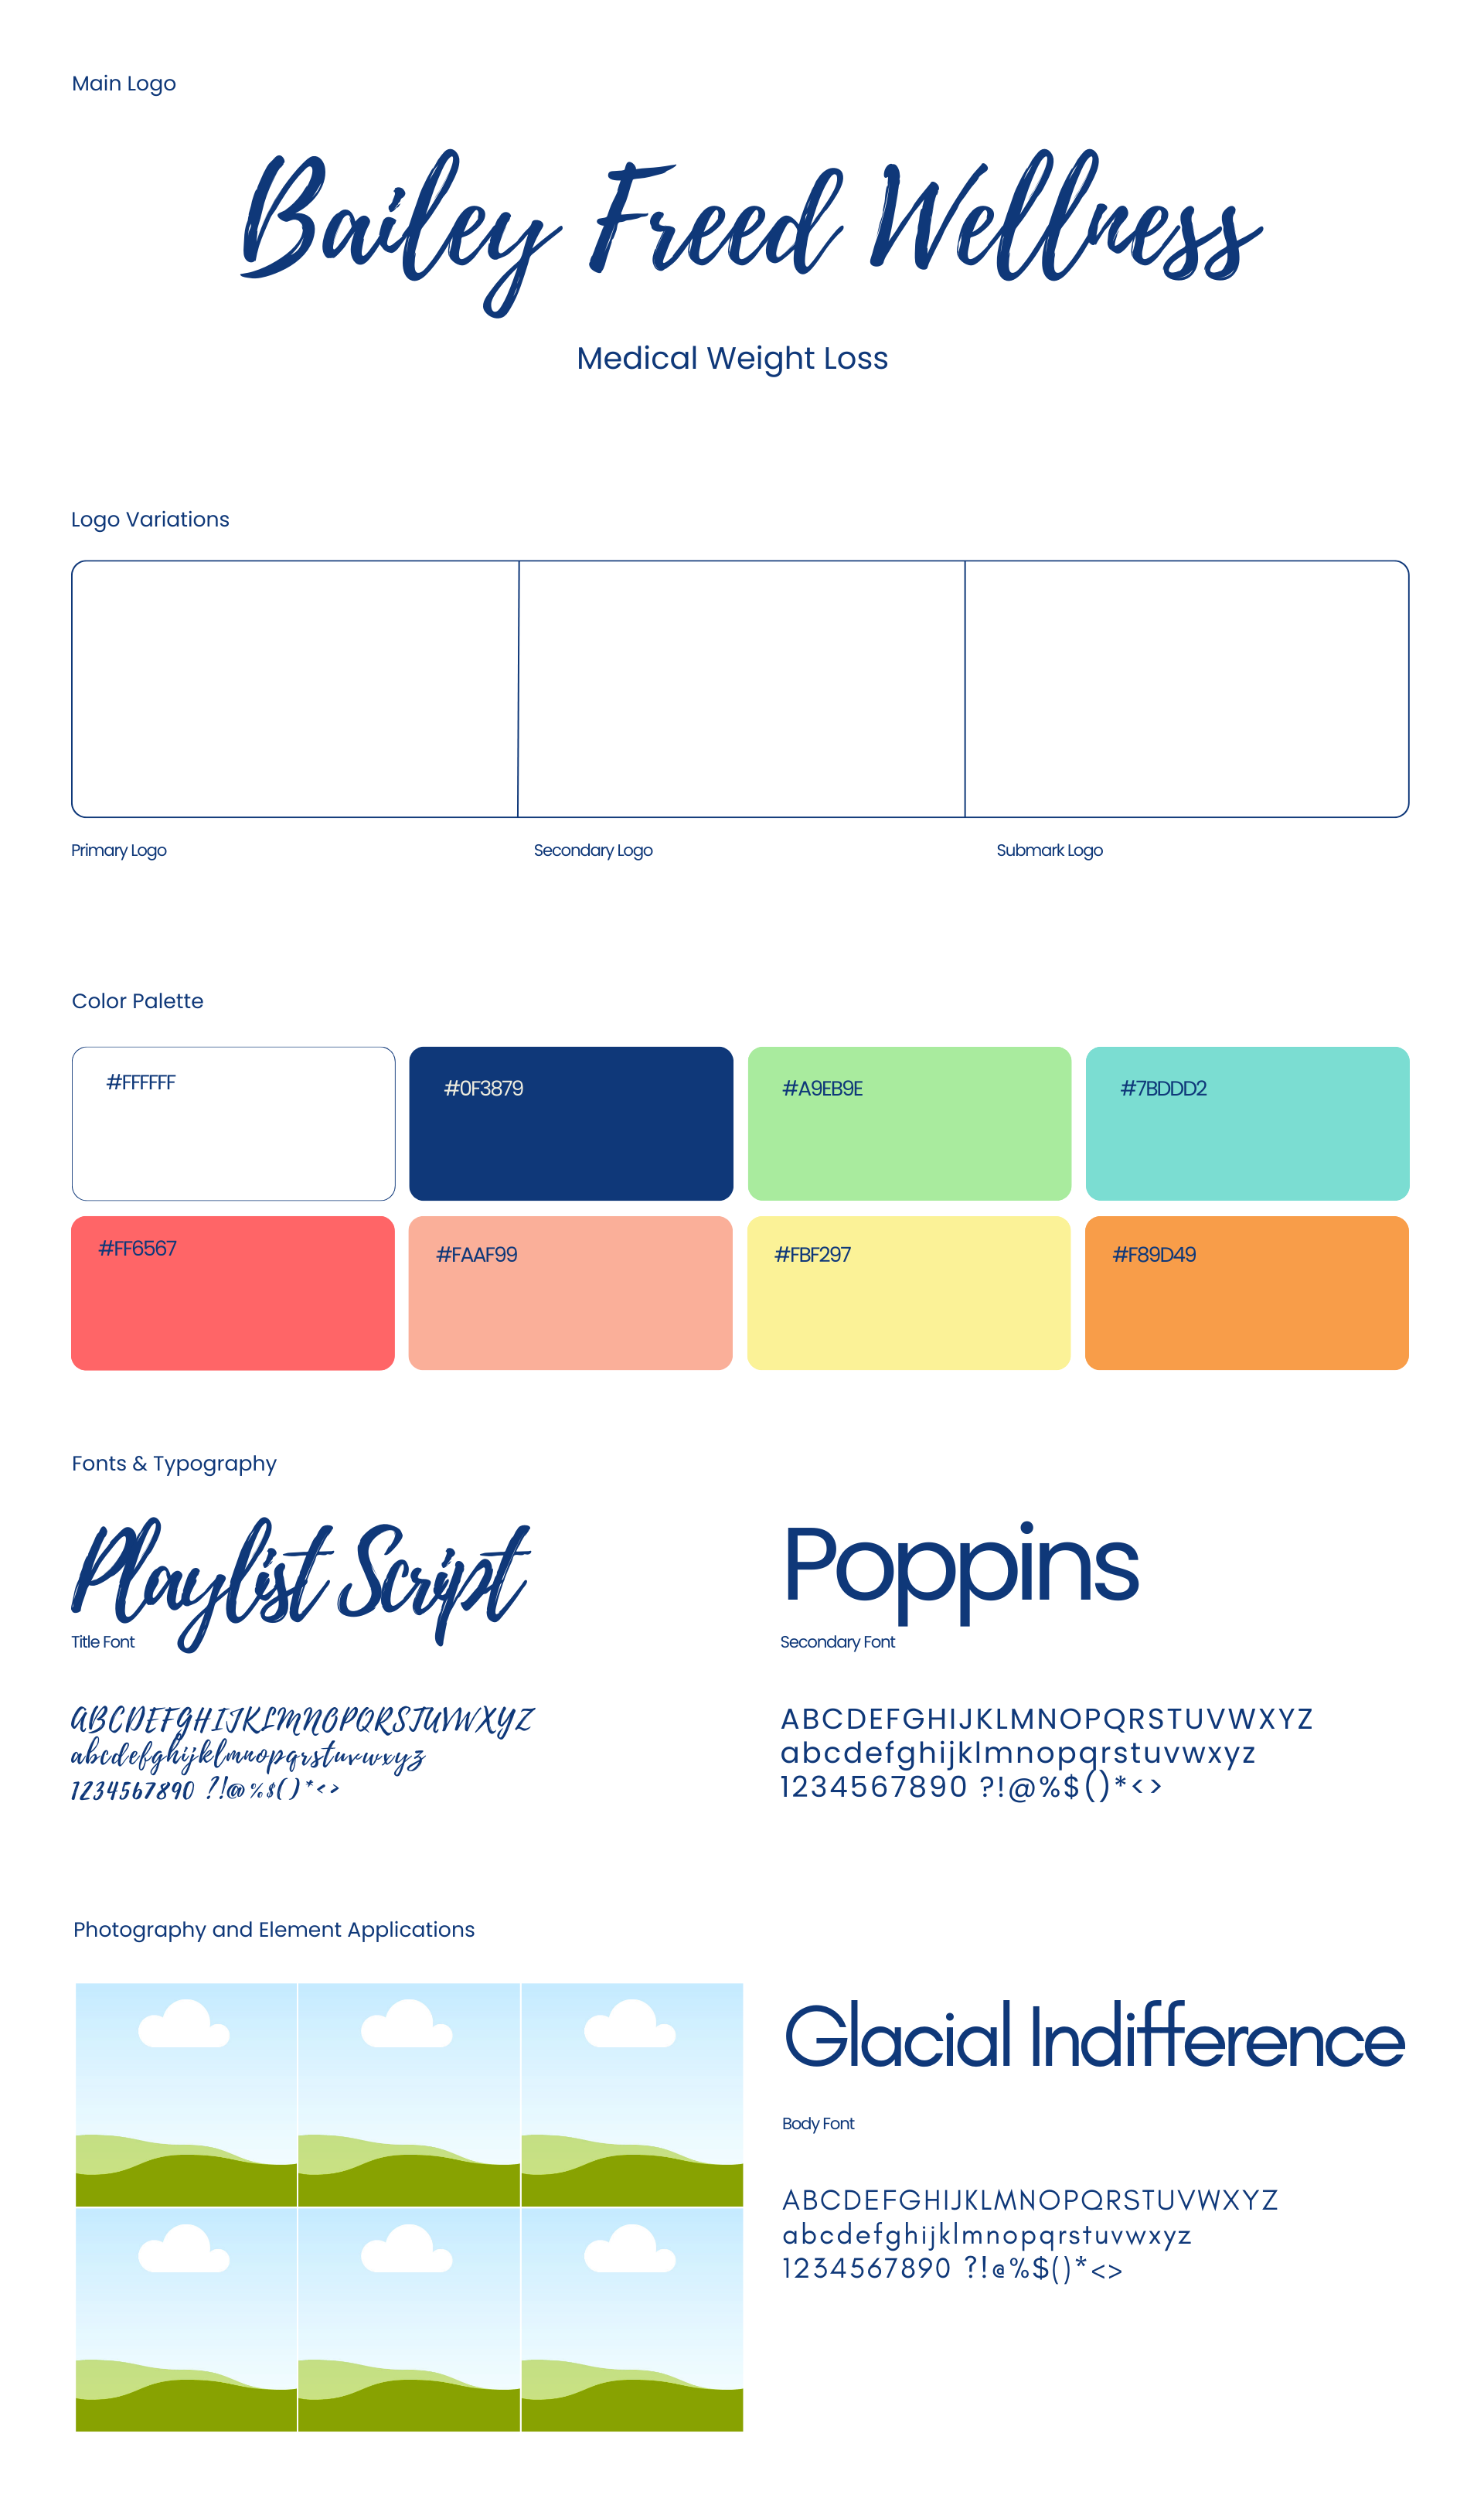 Main Logo
Bailey Freed Wellness
Medical Weight Loss
Logo Variations
Primary Logo
Secondary Logo
Submark Logo
Color Palette
#FFFFFF
#0F3879
#A9EB9E
#7BDDD2
#FF6567
#FAAF99
#FBF297
#F89D49
Fonts & Typography
Playlist Script
Title Font
ABCDEFGHIJKLMNOPQRSTUVWXYZ
abcdefghijklmnopqrstuvwxyz
1234567890 ?!@%$()*<>
Poppins
Secondary Font
ABCDEFGHIJKLMNOPQRSTUVWXYZ
abcdefghijklmnopqrstuvwxyz
1234567890 ?!@%$()*<>
Photography and Element Applications
Glacial Indifference
Body Font
ABCDEFGHIJKLMNOPQRSTUVWXYZ
abcdefghijklmnopqrstuvwxyz
1234567890 ?!@%$()*<>